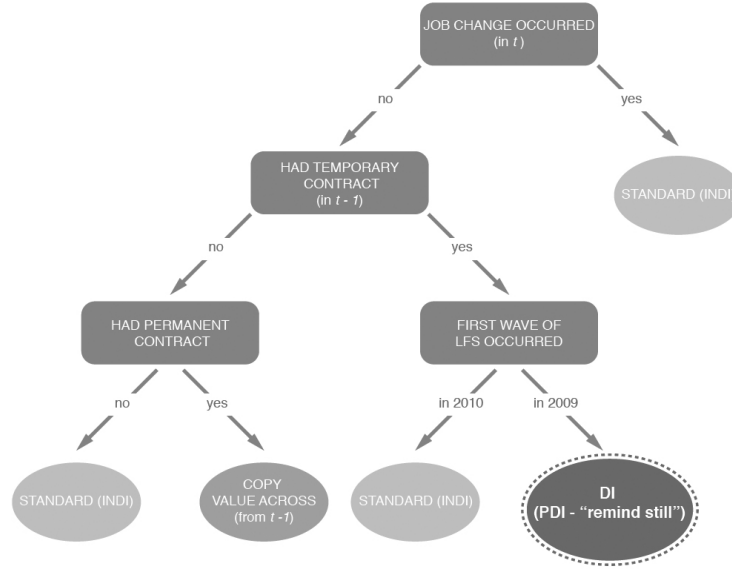 JOB CHANGE OCCURRED
(in t )
no
yes
HAD TEMPORARY
CONTRACT
(in t - 1)
STANDARD (INDI)
no
yes
HAD PERMANENT
CONTRACT
FIRST WAVE OF
LFS OCCURRED
no
yes
in 2010
in 2009
STANDARD (INDI)
COPY
VALUE ACROSS
(from t -1)
STANDARD (INDI)
DI
(PDI - “remind still”)